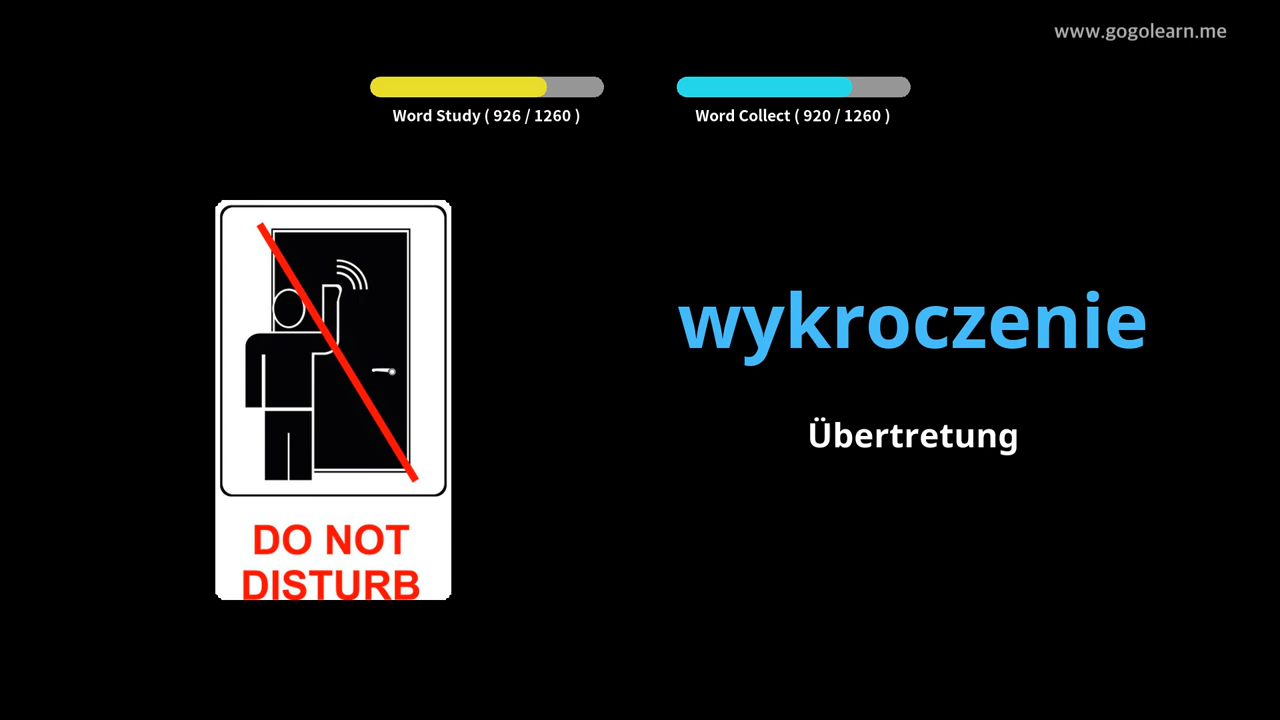 www.gogolearn.me
Word Study ( 926 / 1260 )
Word Collect ( 920 / 1260 )
wykroczenie
Übertretung
DO NOT
DISTURB